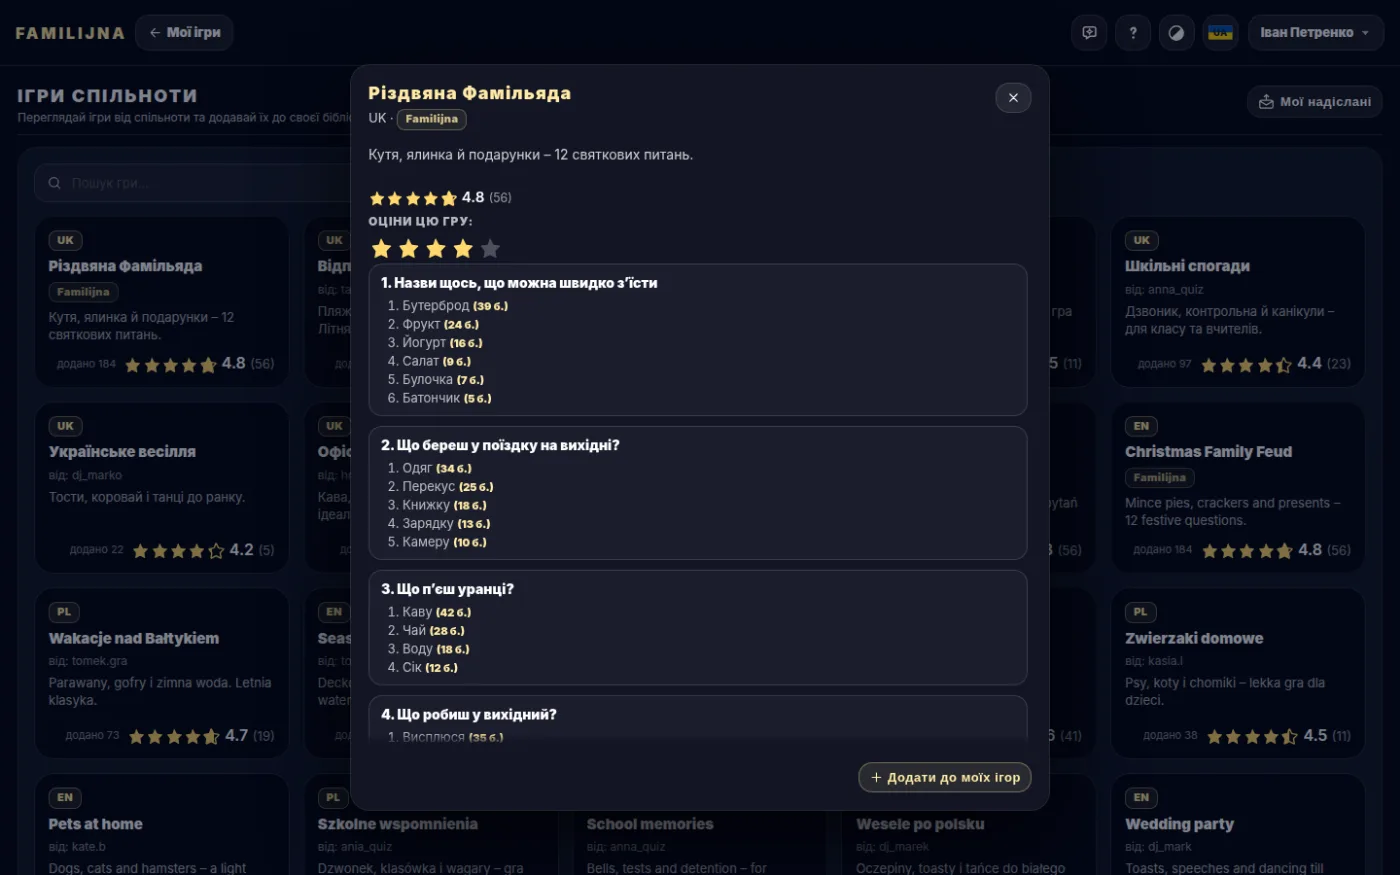 FAMILIJNA
← Мої ігри
?
UA
Іван Петренко
ІГРИ СПІЛЬНОТИ
Переглядай ігри від спільноти та додавай їх до своєї
Мої надіслані
Пошук гри...
Різдвяна Фамільяда
UK · Familijna
Кутя, ялинка й подарунки – 12 святкових питань.
4.8 (56)
ОЦІНИ ЦЮ ГРУ:
1. Назви щось, що можна швидко з’їсти
1. Бутерброд (39 б.)
2. Фрукт (24 б.)
3. Йогурт (16 б.)
4. Салат (9 б.)
5. Булочка (7 б.)
6. Батончик (5 б.)
2. Що береш у поїздку на вихідні?
1. Одяг (34 б.)
2. Перекус (25 б.)
3. Книжку (18 б.)
4. Зарядку (13 б.)
5. Камеру (10 б.)
3. Що п’єш уранці?
1. Каву (42 б.)
2. Чай (28 б.)
3. Воду (18 б.)
4. Сік (12 б.)
4. Що робиш у вихідний?
1. Висплюся (35 б.)
+ Додати до моїх ігор
UK
Різдвяна Фамільяда
Familijna
Кутя, ялинка й подарунки – 12
святкових питань.
додано 184 4.8 (56)
UK
UK
Шкільні спогади
від: anna_quiz
Дзвоник, контрольна й канікули –
для класу та вчителів.
додано 97 4.4 (23)
(11)
UK
Українське весілля
від: dj_marko
Тости, коровай і танці до ранку.
додано 22 4.2 (5)
UK
(56)
EN
Christmas Family Feud
Familijna
Mince pies, crackers and presents –
12 festive questions.
додано 184 4.8 (56)
PL
Wakacje nad Bałtykiem
від: tomek.gra
Parawany, gofry i zimna woda. Letnia
klasyka.
додано 73 4.7 (19)
EN
(41)
PL
Zwierzaki domowe
від: kasia.l
Psy, koty i chomiki – lekka gra dla
dzieci.
додано 38 4.5 (11)
EN
Pets at home
від: kate.b
Dogs, cats and hamsters – a light
PL
Szkolne wspomnienia
від: ania_quiz
Dzwonek, klasówka i wagary – gra
School memories
від: anna_quiz
Bells, tests and detention – for
Wesele po polsku
від: dj_marek
Oczepiny, toasty i tańce do białego
EN
Wedding party
від: dj_mark
Toasts, speeches and dancing till